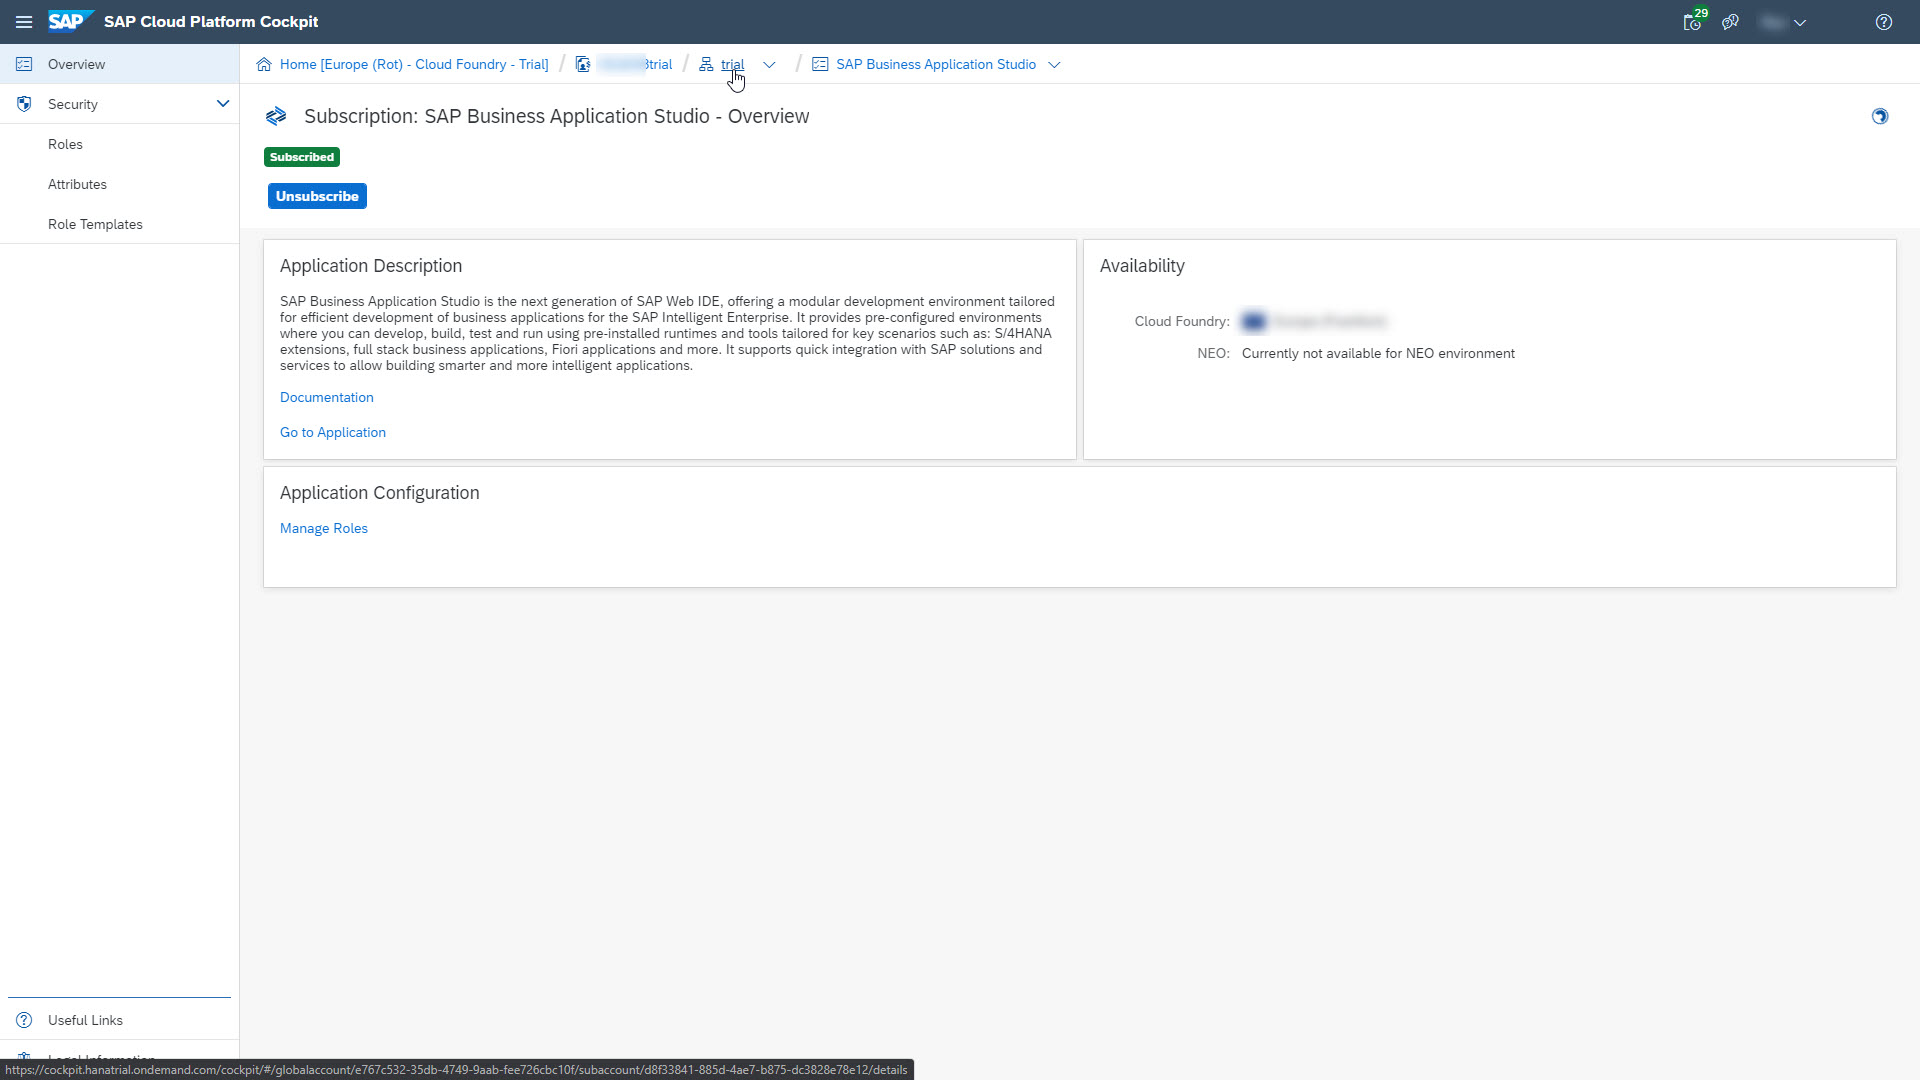 SAP SAP Cloud Platform Cockpit
29
Overview
Security
Roles
Attributes
Role Templates
Home [Europe (Rot) - Cloud Foundry - Trial] / trial / trial / SAP Business Application Studio
Subscription: SAP Business Application Studio - Overview
Subscribed
Unsubscribe
Application Description
SAP Business Application Studio is the next generation of SAP Web IDE, offering a modular development environment tailored
for efficient development of business applications for the SAP Intelligent Enterprise. It provides pre-configured environments
where you can develop, build, test and run using pre-installed runtimes and tools tailored for key scenarios such as: S/4HANA
extensions, full stack business applications, Fiori applications and more. It supports quick integration with SAP solutions and
services to allow building smarter and more intelligent applications.
Documentation
Go to Application
Availability
Cloud Foundry:
NEO: Currently not available for NEO environment
Application Configuration
Manage Roles
Useful Links
Legal Information
https://cockpit.hanatrial.ondemand.com/cockpit/#/globalaccount/e767c532-35db-4749-9aab-fee726cbc10f/subaccount/d8f33841-885d-4ae7-b875-dc3828e78e12/details